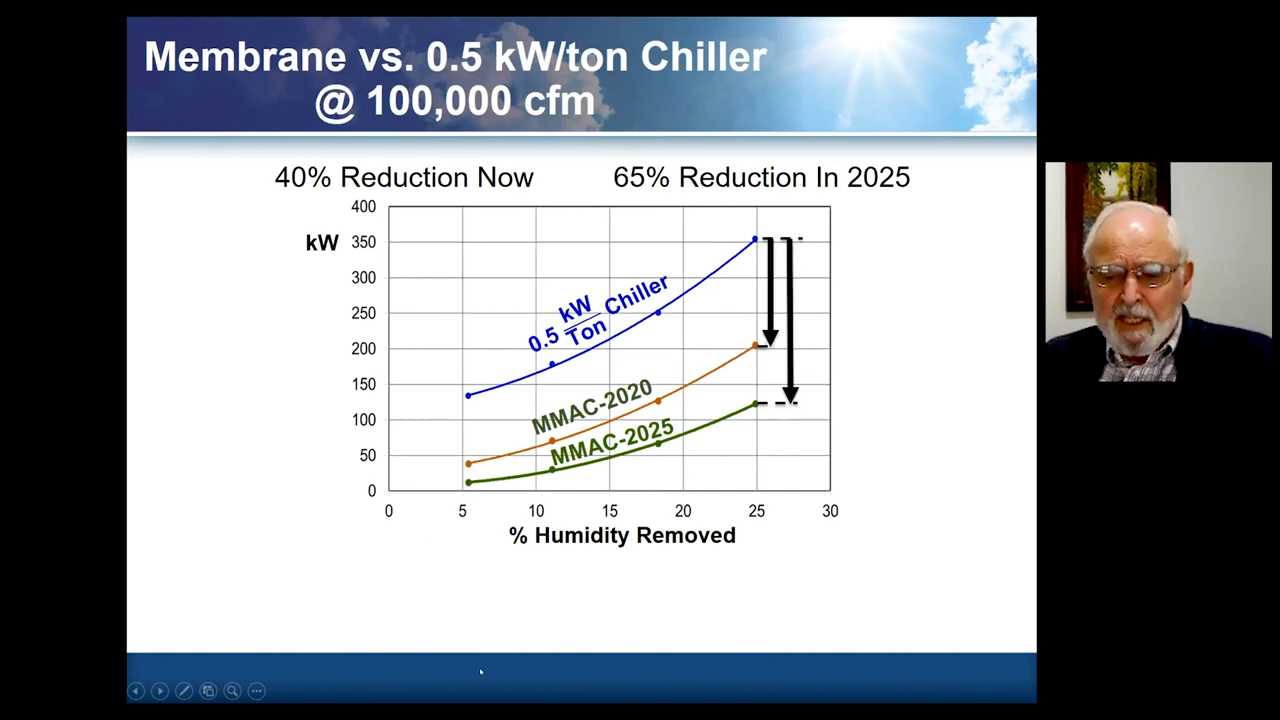 Membrane vs. 0.5 kW/ton Chiller
@ 100,000 cfm
40% Reduction Now
65% Reduction In 2025
kW
400
350
300
250
200
150
100
50
0
0.5 kW/Ton Chiller
MMAC-2020
MMAC-2025
0 5 10 15 20 25 30
% Humidity Removed